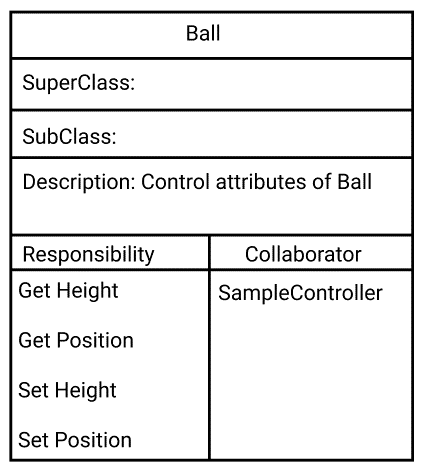 Ball
SuperClass:
SubClass:
Description: Control attributes of Ball
Responsibility
Collaborator
Get Height
SampleController
Get Position
Set Height
Set Position